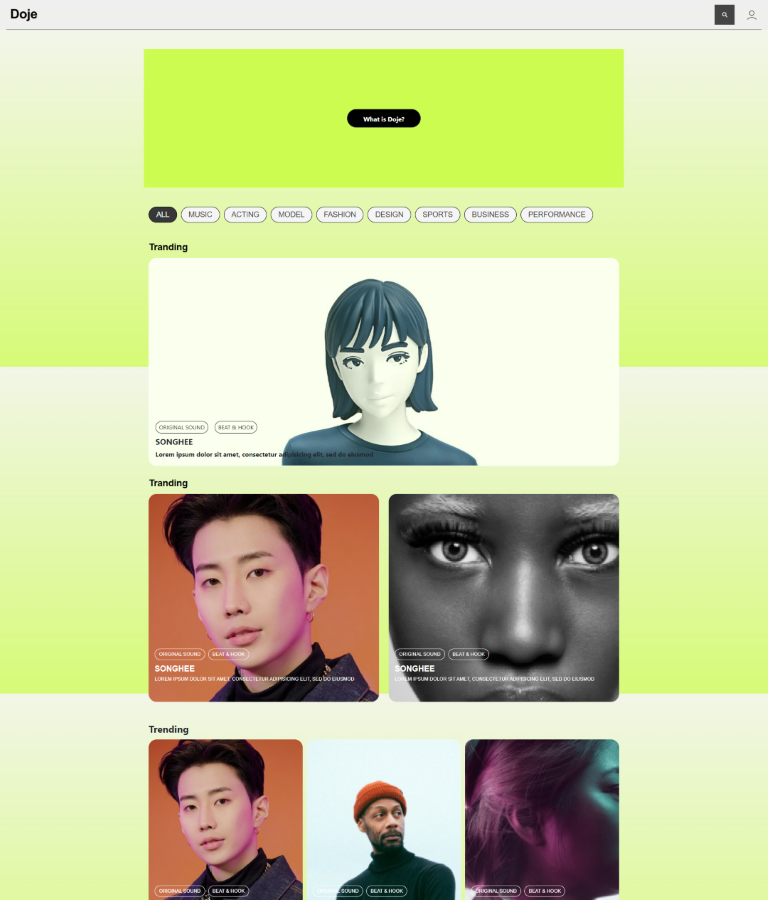 Doje
What is Doje?
ALL MUSIC ACTING MODEL FASHION DESIGN SPORTS BUSINESS PERFORMANCE
Tranding
ORIGINAL SOUND BEAT & HOOK
SONGHEE
Lorem ipsum dolor sit amet, consectetur adipisicing elit, sed do eiusmod
Tranding
ORIGINAL SOUND BEAT & HOOK
SONGHEE
LOREM IPSUM DOLOR SIT AMET, CONSECTETUR ADIPISICING ELIT, SED DO EIUSMOD
ORIGINAL SOUND BEAT & HOOK
SONGHEE
LOREM IPSUM DOLOR SIT AMET, CONSECTETUR ADIPISICING ELIT, SED DO EIUSMOD
Trending
ORIGINAL SOUND BEAT & HOOK
ORIGINAL SOUND BEAT & HOOK
ORIGINAL SOUND BEAT & HOOK